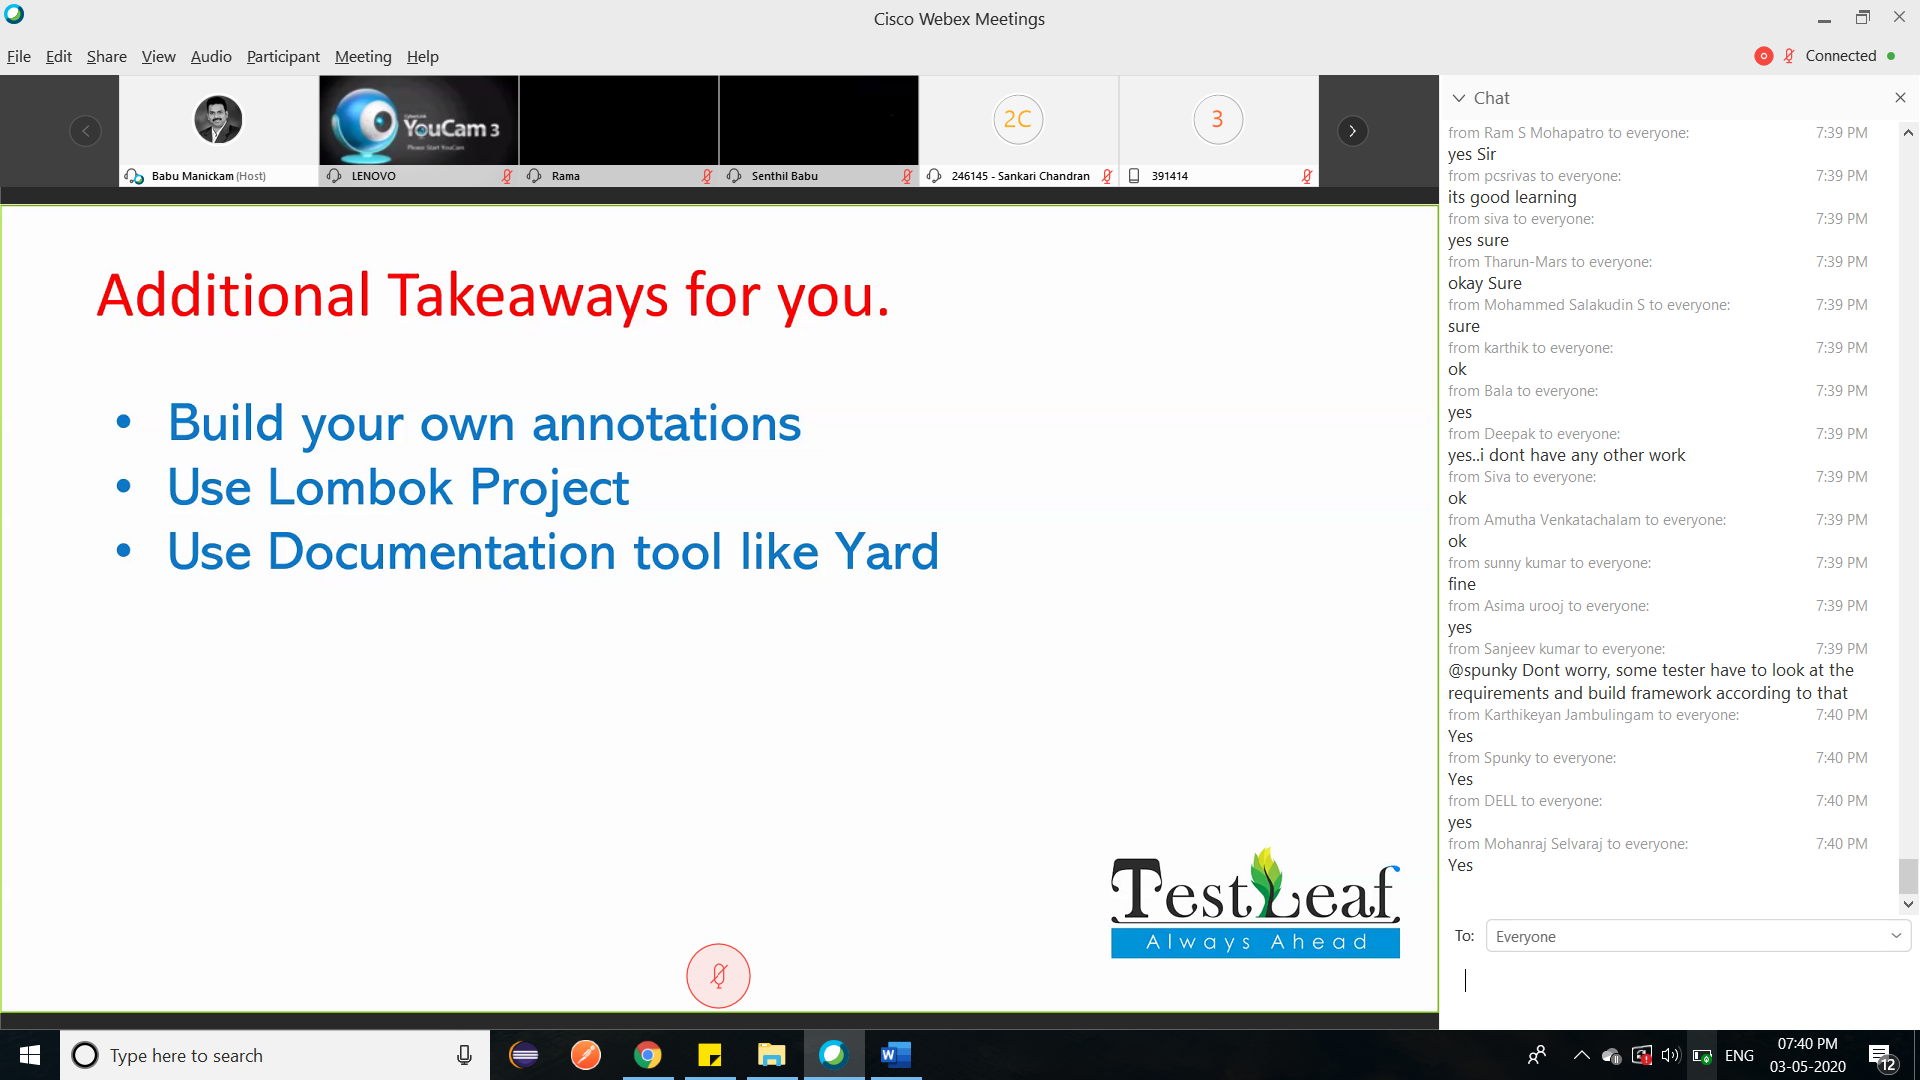 Cisco Webex Meetings
File Edit Share View Audio Participant Meeting Help
Connected
CyberLink
YouCam 3
Please Start YouCam
2C
3
Babu Manickam (Host)
LENOVO
Rama
Senthil Babu
246145 - Sankari Chandran
391414
Additional Takeaways for you.
• Build your own annotations
• Use Lombok Project
• Use Documentation tool like Yard
TestLeaf
Always Ahead
Chat
from Ram S Mohapatro to everyone: 7:39 PM
yes Sir
from pcsrivas to everyone: 7:39 PM
its good learning
from siva to everyone: 7:39 PM
yes sure
from Tharun-Mars to everyone: 7:39 PM
okay Sure
from Mohammed Salakudin S to everyone: 7:39 PM
sure
from karthik to everyone: 7:39 PM
ok
from Bala to everyone: 7:39 PM
yes
from Deepak to everyone: 7:39 PM
yes..i dont have any other work
from Siva to everyone: 7:39 PM
ok
from Amutha Venkatachalam to everyone: 7:39 PM
ok
from sunny kumar to everyone: 7:39 PM
fine
from Asima urooj to everyone: 7:39 PM
yes
from Sanjeev kumar to everyone: 7:39 PM
@spunky Dont worry, some tester have to look at the
requirements and build framework according to that
from Karthikeyan Jambulingam to everyone: 7:40 PM
Yes
from Spunky to everyone: 7:40 PM
Yes
from DELL to everyone: 7:40 PM
yes
from Mohanraj Selvaraj to everyone: 7:40 PM
Yes
To: Everyone
Type here to search
ENG
07:40 PM
03-05-2020
12